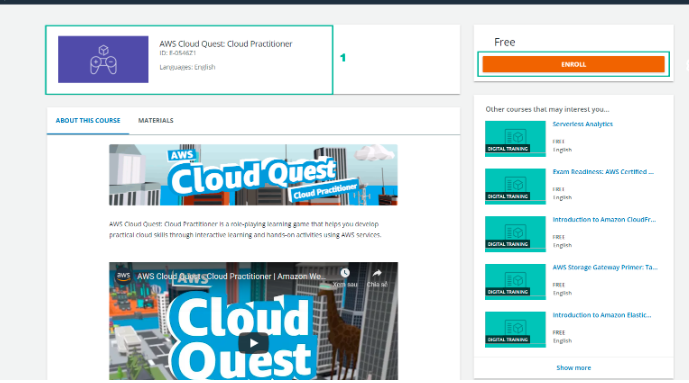 AWS Cloud Quest: Cloud Practitioner
ID: E-0546Z1
Languages: English
1
Free
ENROLL
ABOUT THIS COURSE
MATERIALS
AWS
Cloud Quest
Cloud Practitioner
AWS Cloud Quest: Cloud Practitioner is a role-playing learning game that helps you develop
practical cloud skills through interactive learning and hands-on activities using AWS services.
aws
AWS Cloud Quest: Cloud Practitioner | Amazon We...
Xem sau
Chia sẻ
AWS
Cloud
Quest
Other courses that may interest you...
DIGITAL TRAINING
Serverless Analytics
FREE
English
DIGITAL TRAINING
Exam Readiness: AWS Certified ...
FREE
English
DIGITAL TRAINING
Introduction to Amazon CloudFr...
FREE
English
DIGITAL TRAINING
AWS Storage Gateway Primer: Ta...
FREE
English
DIGITAL TRAINING
Introduction to Amazon Elastic...
FREE
English
Show more